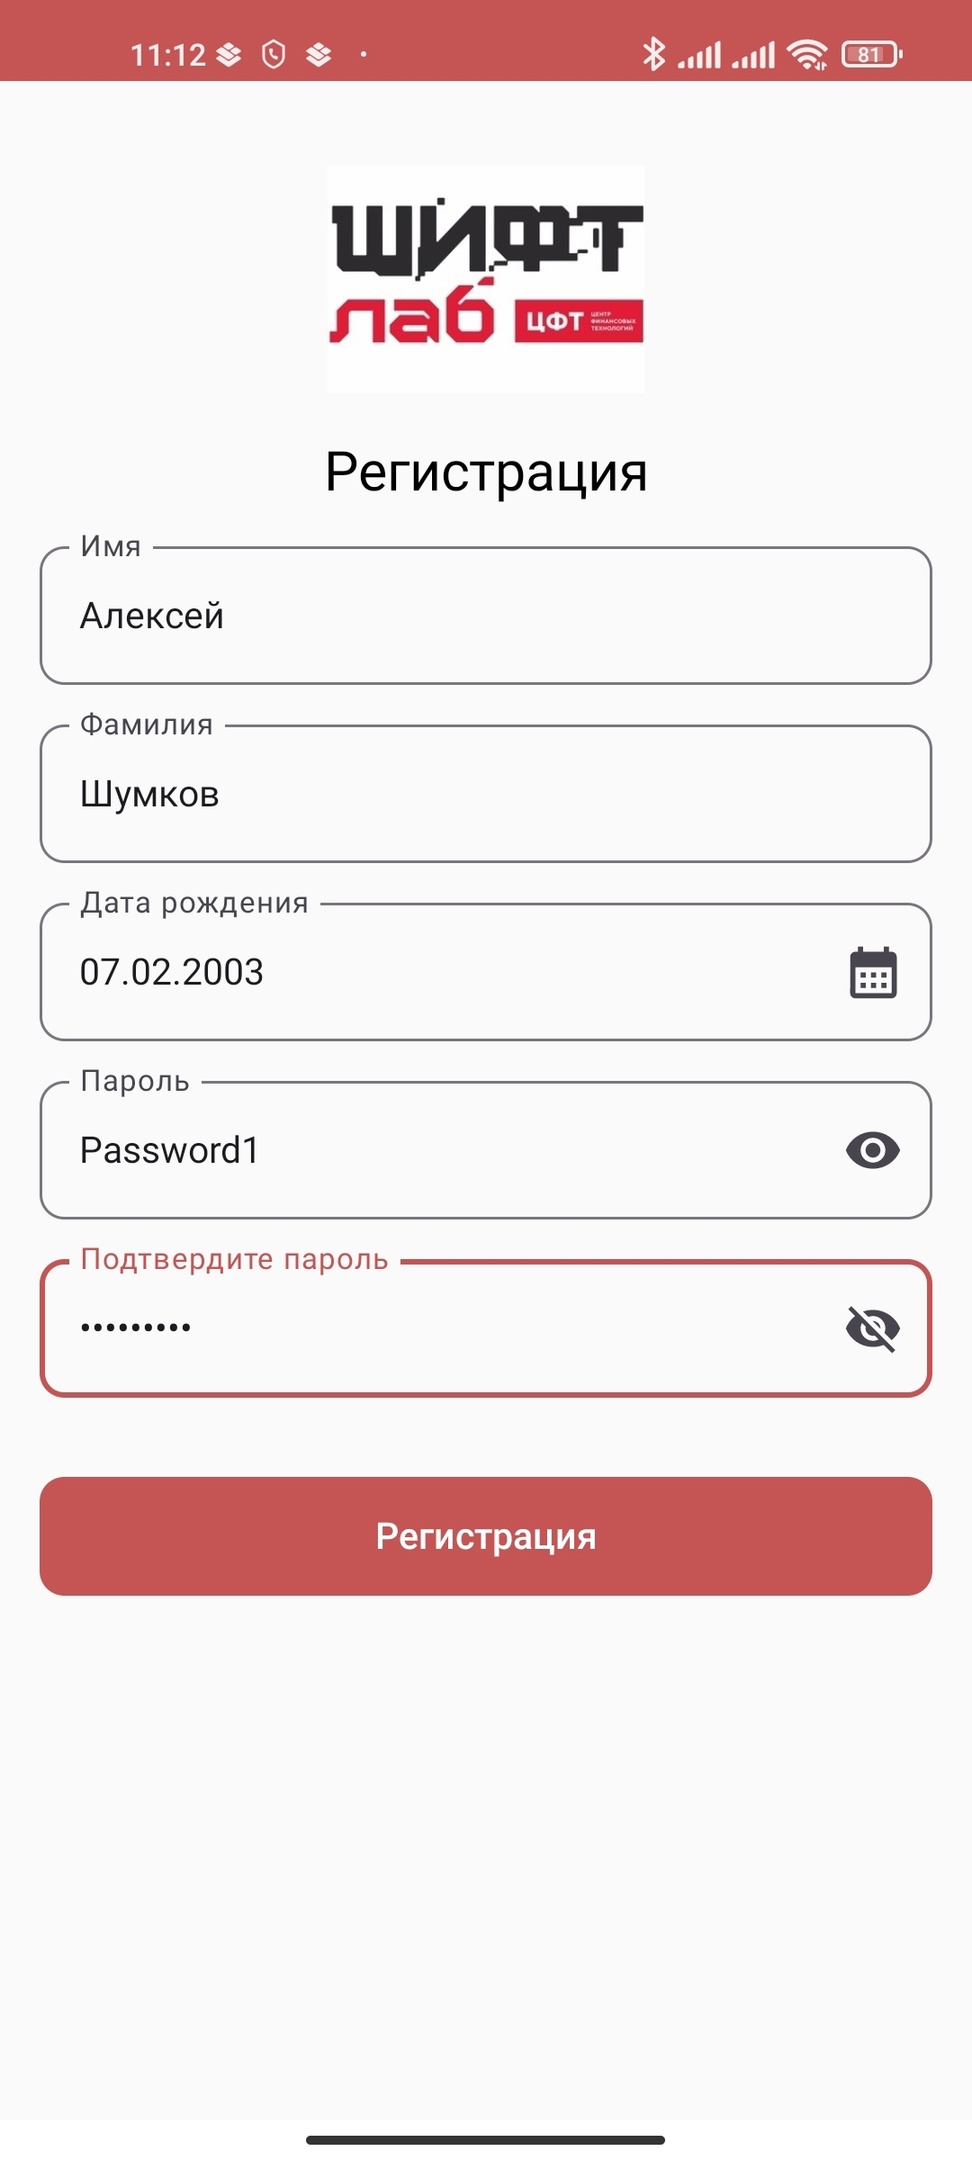 11:12
81
ШИФТ
лаб ЦФТ ЦЕНТР ФИНАНСОВЫХ ТЕХНОЛОГИЙ
Регистрация
Имя
Алексей
Фамилия
Шумков
Дата рождения
07.02.2003
Пароль
Password1
Подтвердите пароль
•••••••••
Регистрация